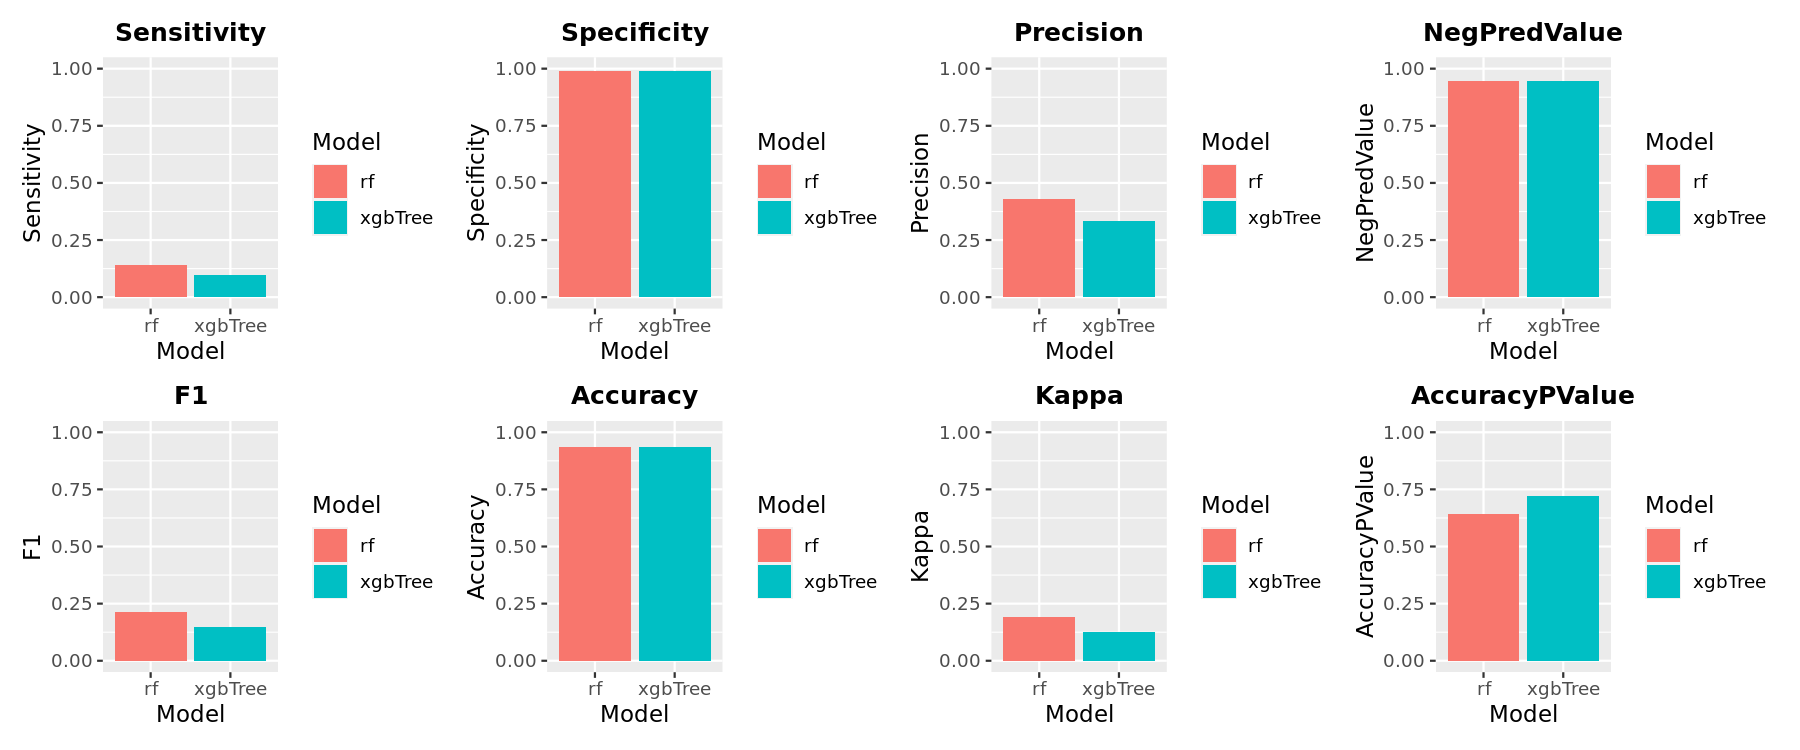 Sensitivity
Specificity
Precision
NegPredValue
1.00
0.75
0.50
0.25
0.00
Sensitivity
rf
xgbTree
Model
Model
rf
xgbTree
1.00
0.75
0.50
0.25
0.00
Specificity
rf
xgbTree
Model
Model
rf
xgbTree
1.00
0.75
0.50
0.25
0.00
Precision
rf
xgbTree
Model
Model
rf
xgbTree
1.00
0.75
0.50
0.25
0.00
NegPredValue
rf
xgbTree
Model
Model
rf
xgbTree
F1
Accuracy
Kappa
AccuracyPValue
1.00
0.75
0.50
0.25
0.00
F1
rf
xgbTree
Model
Model
rf
xgbTree
1.00
0.75
0.50
0.25
0.00
Accuracy
rf
xgbTree
Model
Model
rf
xgbTree
1.00
0.75
0.50
0.25
0.00
Kappa
rf
xgbTree
Model
Model
rf
xgbTree
1.00
0.75
0.50
0.25
0.00
AccuracyPValue
rf
xgbTree
Model
Model
rf
xgbTree